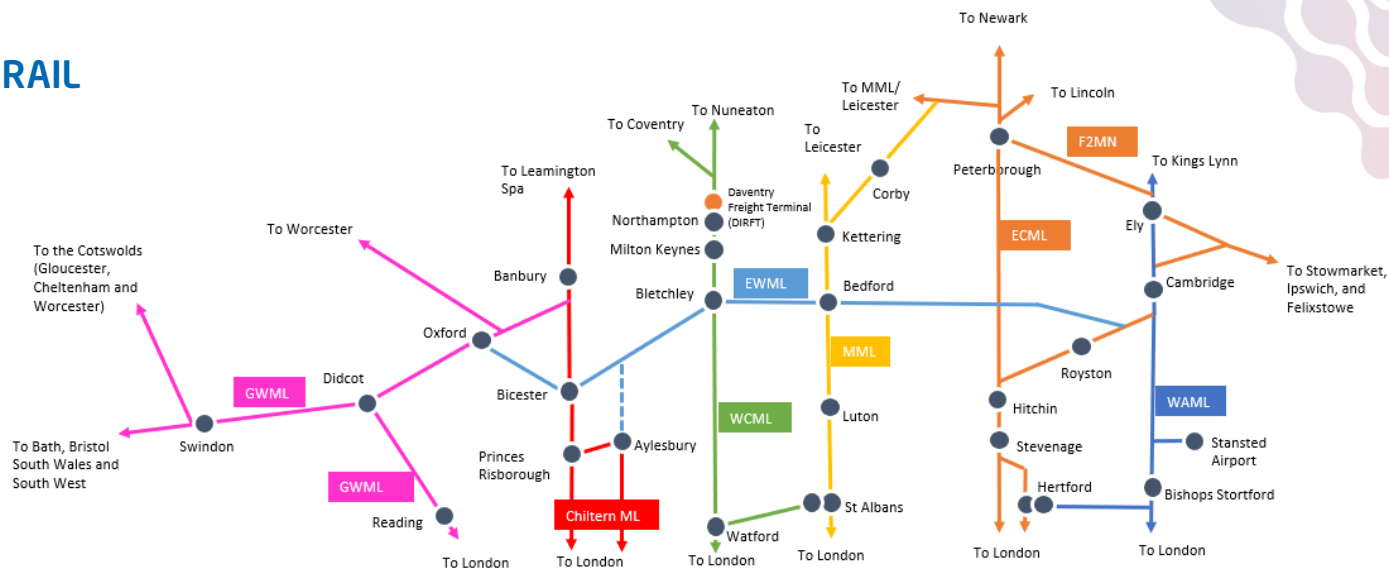 RAIL
To Newark
To MML/
Leicester
To Lincoln
To Nuneaton
To Coventry
To
Leicester
F2MN
Peterborough
To Kings Lynn
To Leamington
Spa
Corby
Daventry
Freight Terminal
(DIRFT)
Northampton
Ely
To Worcester
Kettering
ECML
To the Cotswolds
(Gloucester,
Cheltenham and
Worcester)
Milton Keynes
Banbury
To Stowmarket,
Ipswich, and
Felixstowe
Bletchley
EWML
Bedford
Cambridge
Oxford
MML
Royston
Didcot
GWML
Bicester
Hitchin
WAML
Luton
WCML
Swindon
Stevenage
Stansted
Airport
To Bath, Bristol
South Wales and
South West
Princes
Risborough
Aylesbury
GWML
Hertford
Bishops Stortford
Reading
Chiltern ML
St Albans
Watford
To London
To London
To London
To London
To London
To London